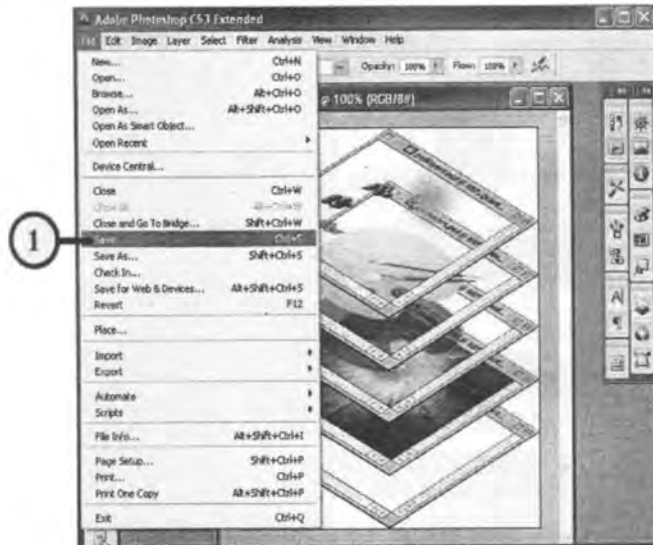 Adobe Photoshop CS3 Extended
File Edit Image Layer Select Filter Analysis View Window Help
Opacity: 100% Flow: 100%
100% (RGB/8#)
New... Ctrl+N
Open... Ctrl+O
Browse... Alt+Ctrl+O
Open As... Alt+Shift+Ctrl+O
Open As Smart Object...
Open Recent
Device Central...
Close Ctrl+W
Close All Alt+Ctrl+W
Close and Go To Bridge... Shift+Ctrl+W
1
Save Ctrl+S
Save As... Shift+Ctrl+S
Check In...
Save for Web & Devices... Alt+Shift+Ctrl+S
Revert F12
Place...
Import
Export
Automate
Scripts
File Info... Alt+Shift+Ctrl+I
Page Setup... Shift+Ctrl+P
Print... Ctrl+P
Print One Copy Alt+Shift+Ctrl+P
Exit Ctrl+Q